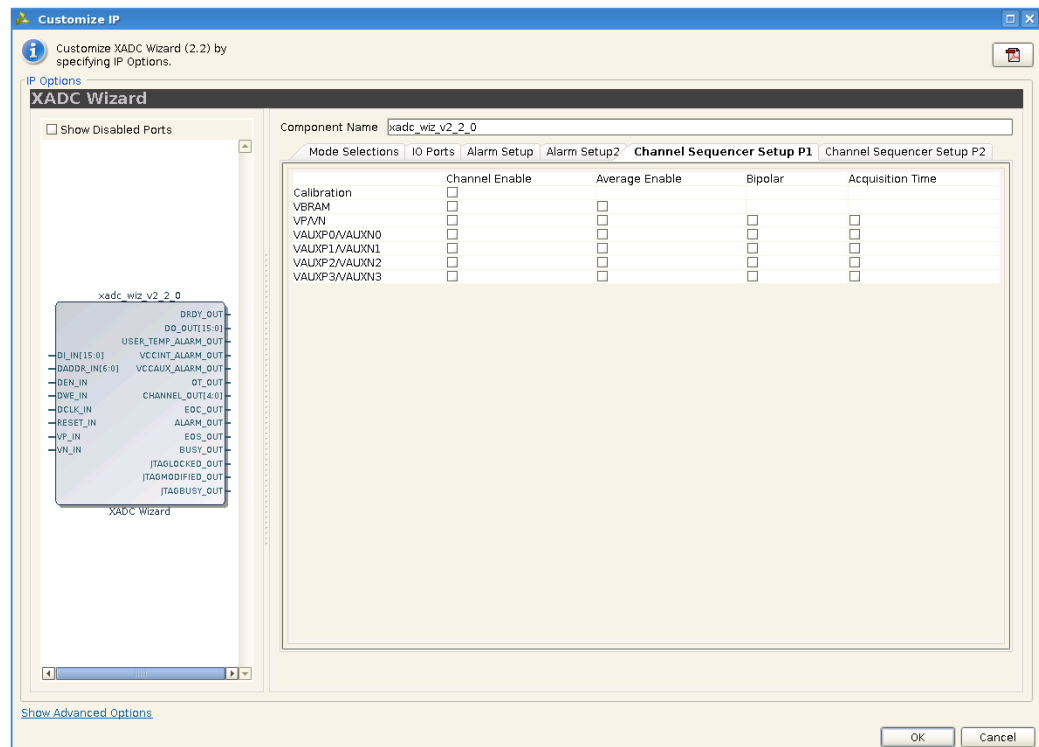 Customize IP
Customize XADC Wizard (2.2) by
specifying IP Options.
IP Options
XADC Wizard
Show Disabled Ports
Component Name xadc_wiz_v2_2_0
Mode Selections IO Ports Alarm Setup Alarm Setup2 Channel Sequencer Setup P1 Channel Sequencer Setup P2
Channel Enable Average Enable Bipolar Acquisition Time
Calibration
VBRAM
VP/VN
VAUXP0/VAUXN0
VAUXP1/VAUXN1
VAUXP2/VAUXN2
VAUXP3/VAUXN3
xadc_wiz_v2_2_0
DRDY_OUT
DO_OUT[15:0]
USER_TEMP_ALARM_OUT
DI_IN[15:0] VCCINT_ALARM_OUT
DADDR_IN[6:0] VCCAUX_ALARM_OUT
DEN_IN OT_OUT
DWE_IN CHANNEL_OUT[4:0]
DCLK_IN EOC_OUT
RESET_IN ALARM_OUT
VP_IN EOS_OUT
VN_IN BUSY_OUT
JTAGLOCKED_OUT
JTAGMODIFIED_OUT
JTAGBUSY_OUT
XADC Wizard
Show Advanced Options
OK Cancel